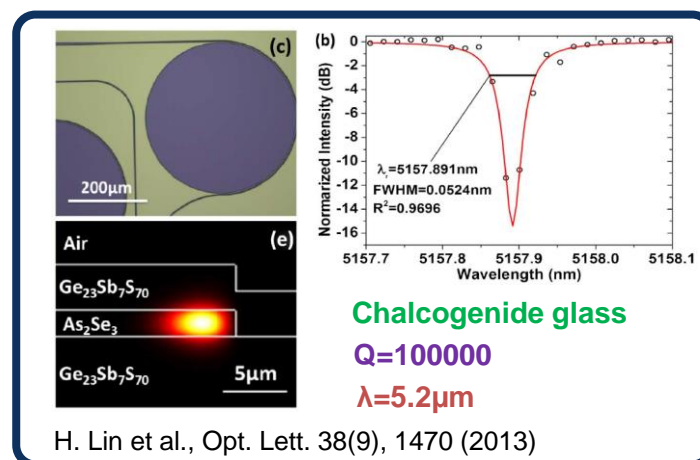 (c)
200μm
(b)
0
-2
-4
-6
-8
-10
-12
-14
-16
Normarized Intensity (dB)
λr=5157.891nm
FWHM=0.0524nm
R²=0.9696
5157.7 5157.8 5157.9 5158.0 5158.1
Wavelength (nm)
Air
(e)
Ge₂₃Sb₇S₇₀
As₂Se₃
Ge₂₃Sb₇S₇₀
5μm
Chalcogenide glass
Q=100000
λ=5.2μm
H. Lin et al., Opt. Lett. 38(9), 1470 (2013)